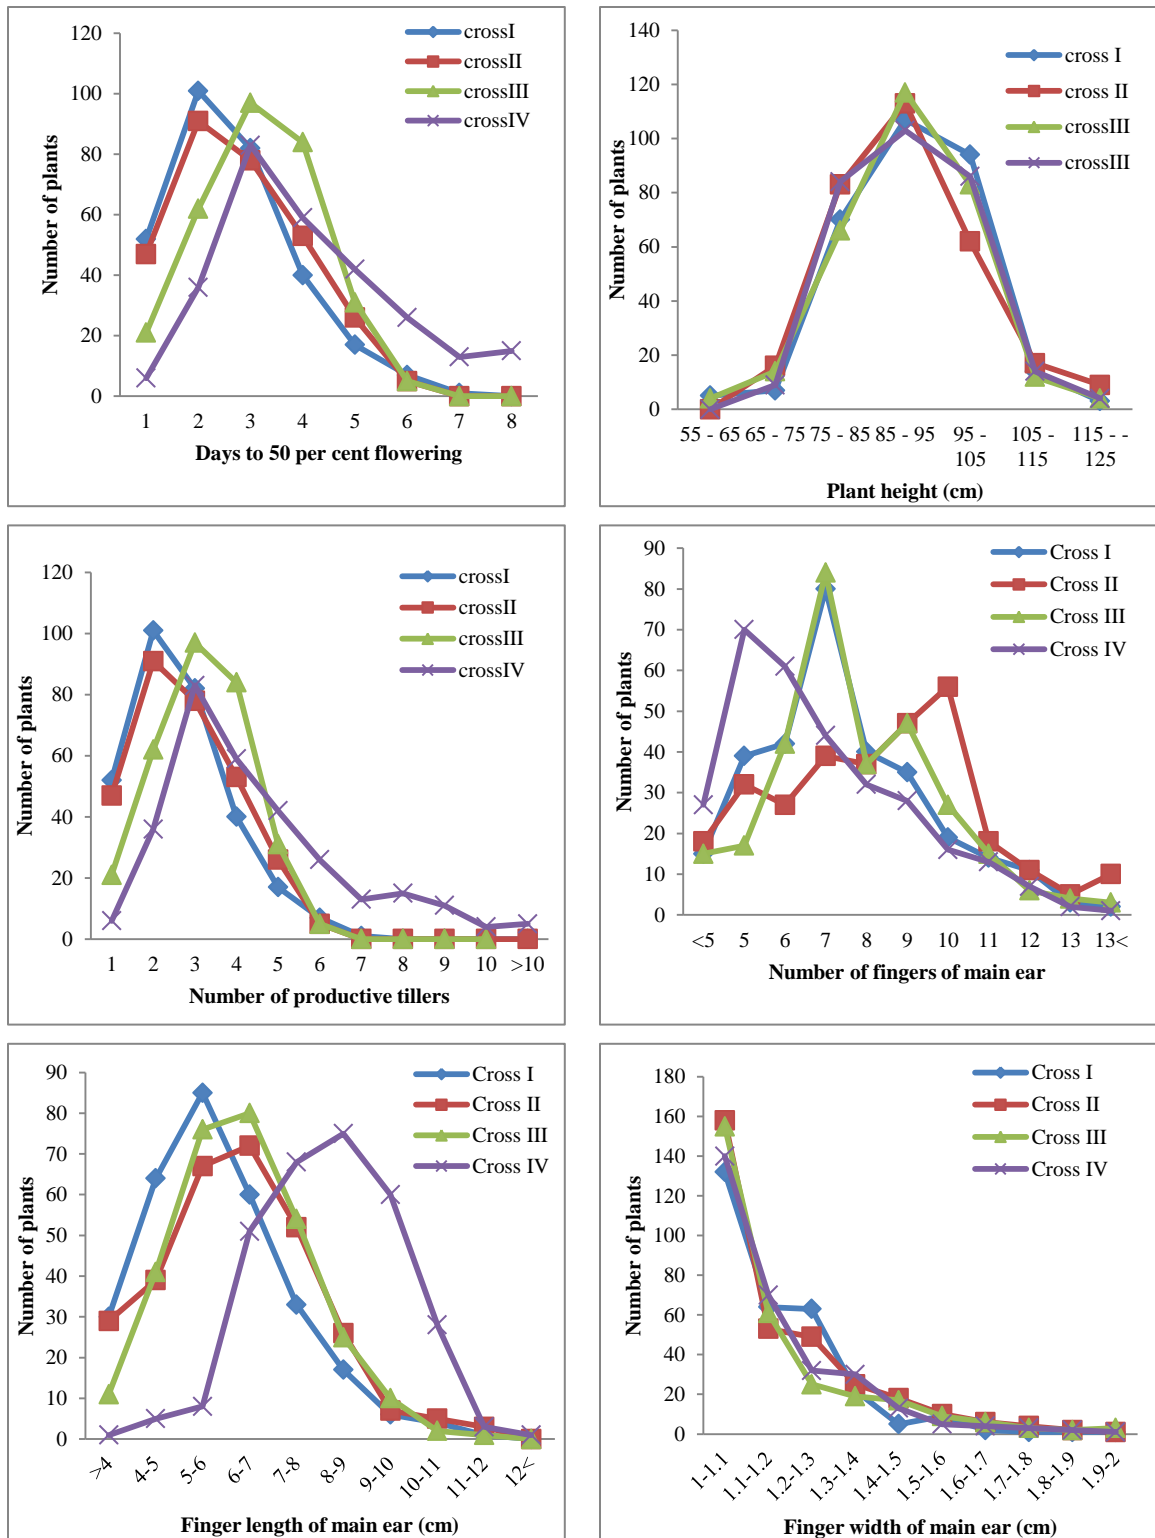 120
100
80
60
40
20
0
Number of plants
1 2 3 4 5 6 7 8
Days to 50 per cent flowering
crossI
crossII
crossIII
crossIV
140
120
100
80
60
40
20
0
Number of plants
55 - 65 65 - 75 75 - 85 85 - 95 95 - 105 - 115 - -
105 115 125
Plant height (cm)
cross I
cross II
crossIII
crossIII
120
100
80
60
40
20
0
Number of plants
1 2 3 4 5 6 7 8 9 10 >10
Number of productive tillers
crossI
crossII
crossIII
crossIV
90
80
70
60
50
40
30
20
10
0
Number of plants
<5 5 6 7 8 9 10 11 12 13 13<
Number of fingers of main ear
Cross I
Cross II
Cross III
Cross IV
90
80
70
60
50
40
30
20
10
0
Number of plants
>4 4-5 5-6 6-7 7-8 8-9 9-10 10-11 11-12 12<
Finger length of main ear (cm)
Cross I
Cross II
Cross III
Cross IV
180
160
140
120
100
80
60
40
20
0
Number of plants
1-1.1 1.1-1.2 1.2-1.3 1.3-1.4 1.4-1.5 1.5-1.6 1.6-1.7 1.7-1.8 1.8-1.9 1.9-2
Finger width of main ear (cm)
Cross I
Cross II
Cross III
Cross IV